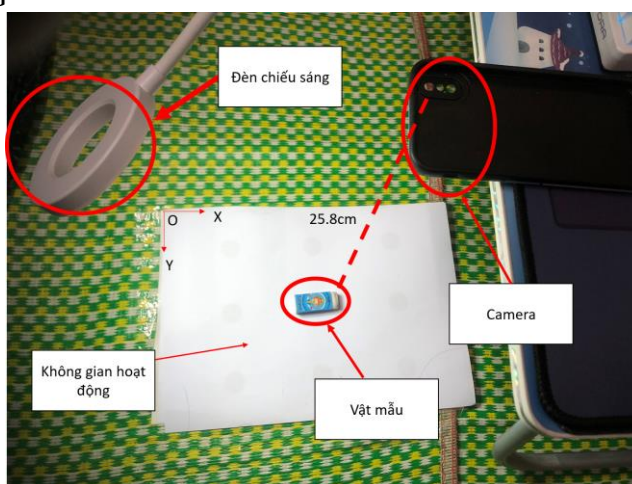 Đèn chiếu sáng
O
X
25.8cm
Y
Camera
Không gian hoạt
động
Vật mẫu